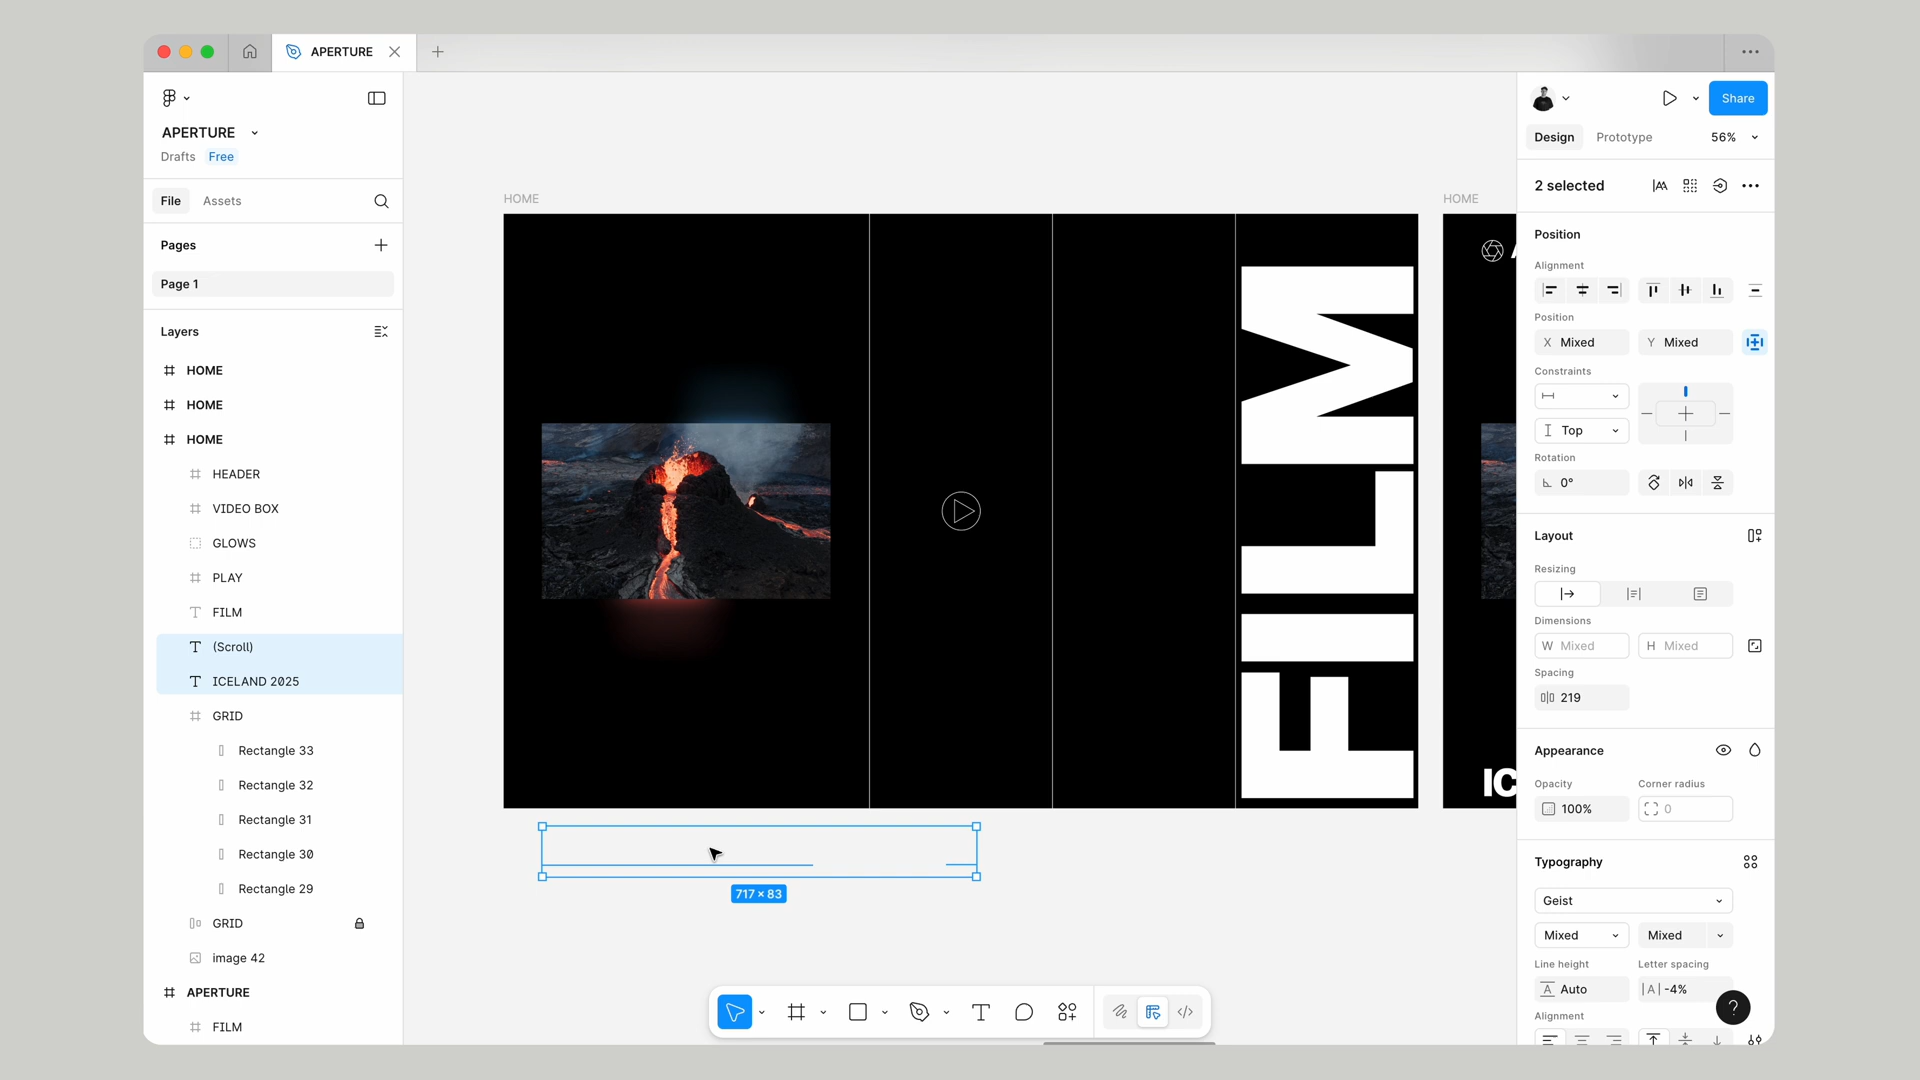 APERTURE
APERTURE
Drafts
Free
File
Assets
Pages
Page 1
Layers
HOME
HOME
HOME
HEADER
VIDEO BOX
GLOWS
PLAY
FILM
(Scroll)
ICELAND 2025
GRID
Rectangle 33
Rectangle 32
Rectangle 31
Rectangle 30
Rectangle 29
GRID
image 42
APERTURE
FILM
HOME
FILM
717 × 83
HOME
IC
Share
Design
Prototype
56%
2 selected
Position
Alignment
Position
X Mixed
Y Mixed
Constraints
Top
Rotation
0°
Layout
Resizing
Dimensions
W Mixed
H Mixed
Spacing
219
Appearance
Opacity
Corner radius
100%
0
Typography
Geist
Mixed
Mixed
Line height
Letter spacing
Auto
-4%
Alignment
?